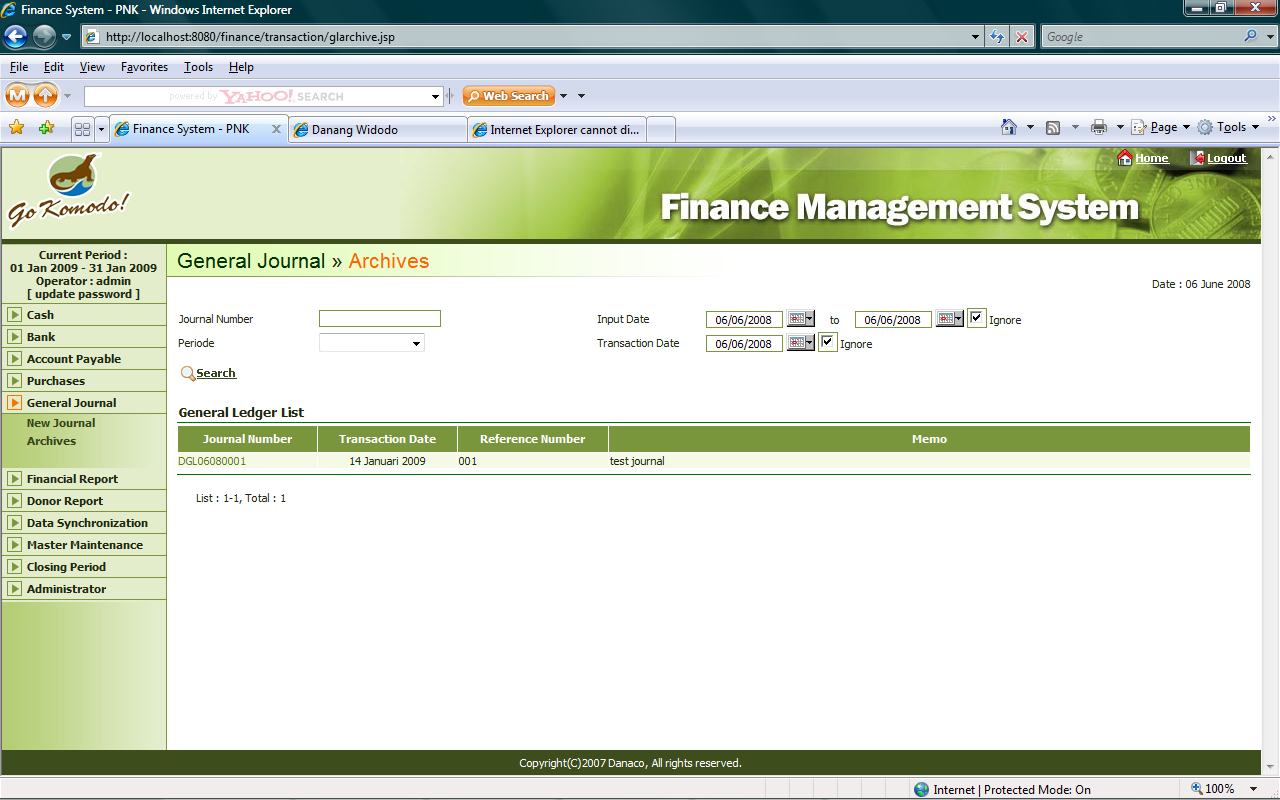 Finance System - PNK - Windows Internet Explorer
http://localhost:8080/finance/transaction/glarchive.jsp
Google
File Edit View Favorites Tools Help
M powered by YAHOO! SEARCH Web Search
Finance System - PNK Danang Widodo Internet Explorer cannot di... Page Tools
Home Logout
Go Komodo!
Finance Management System
Current Period :
01 Jan 2009 - 31 Jan 2009
Operator : admin
[ update password ]
Cash
Bank
Account Payable
Purchases
General Journal
New Journal
Archives
Financial Report
Donor Report
Data Synchronization
Master Maintenance
Closing Period
Administrator
General Journal » Archives
Date : 06 June 2008
Journal Number Input Date 06/06/2008 to 06/06/2008 Ignore
Periode Transaction Date 06/06/2008 Ignore
Search
General Ledger List
Journal Number Transaction Date Reference Number Memo
DGL06080001 14 Januari 2009 001 test journal
List : 1-1, Total : 1
Copyright(C)2007 Danaco, All rights reserved.
Internet | Protected Mode: On 100%